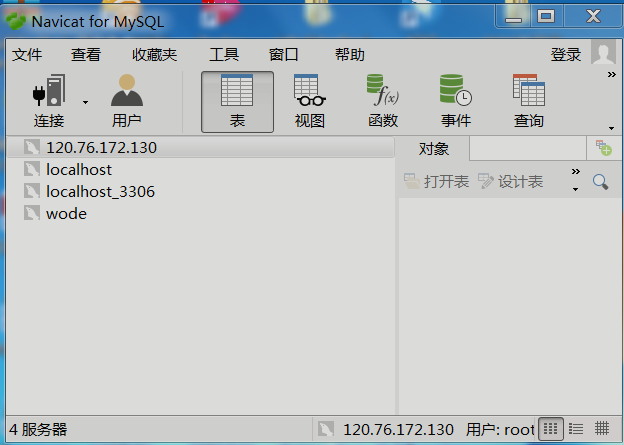 Navicat for MySQL
文件 查看 收藏夹 工具 窗口 帮助 登录
连接 用户 表 视图 f(x) 函数 事件 查询
120.76.172.130
localhost
localhost_3306
wode
对象
打开表 设计表
4 服务器 120.76.172.130 用户: root